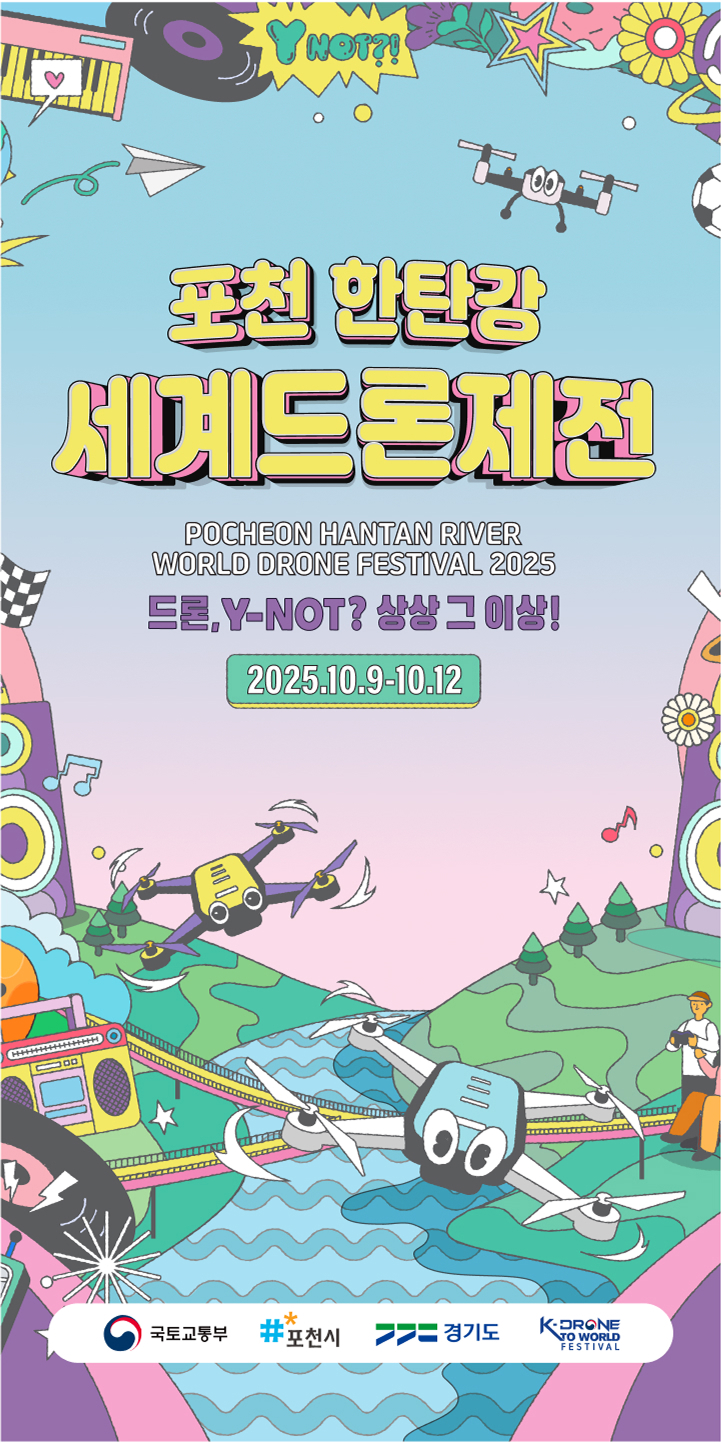 Y NOT?!
포천 한탄강
세계드론제전
POCHEON HANTAN RIVER
WORLD DRONE FESTIVAL 2025
드론,Y-NOT? 상상 그 이상!
2025.10.9-10.12
국토교통부
#*포천시
경기도
K-DRONE
TO WORLD
FESTIVAL